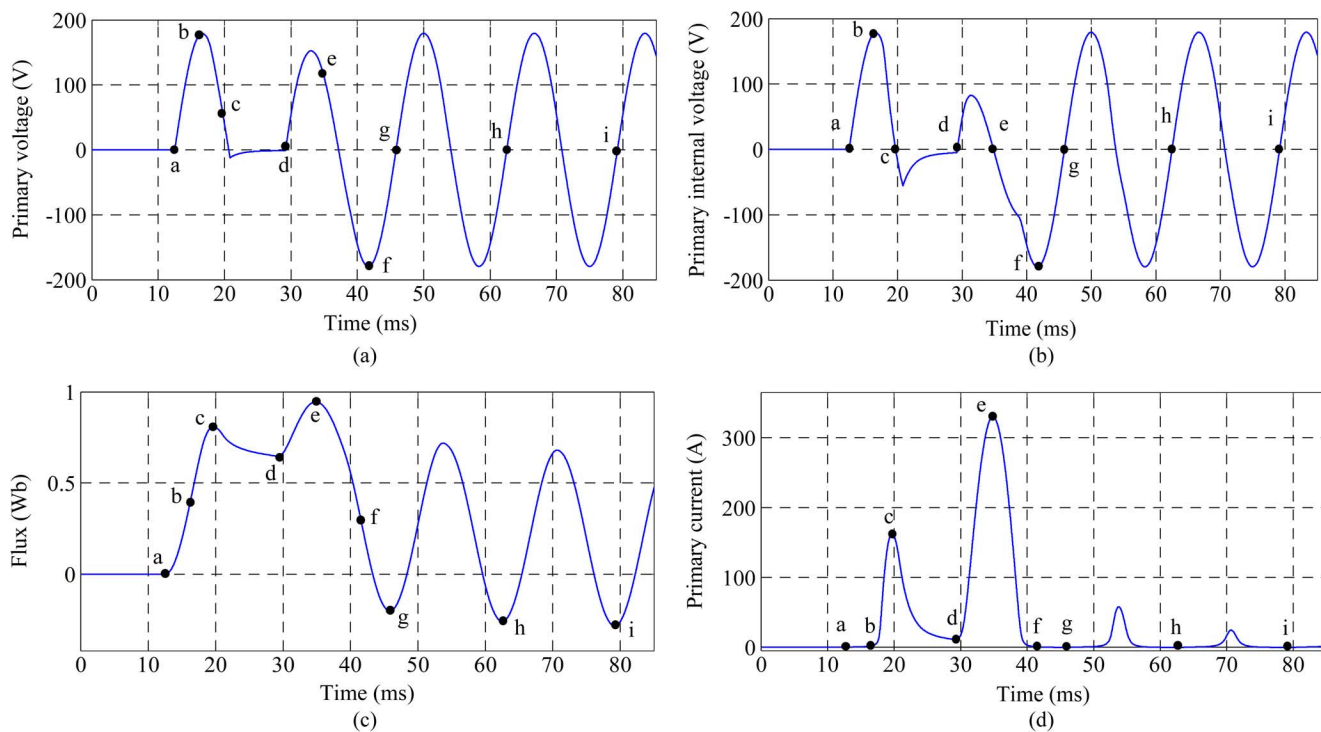 Primary voltage (V)
200
100
0
-100
-200
a
b
c
d
e
f
g
h
i
0 10 20 30 40 50 60 70 80
Time (ms)
(a)
Primary internal voltage (V)
200
100
0
-100
-200
a
b
c
d
e
f
g
h
i
0 10 20 30 40 50 60 70 80
Time (ms)
(b)
Flux (Wb)
1
0.5
0
a
b
c
d
e
f
g
h
i
0 10 20 30 40 50 60 70 80
Time (ms)
(c)
Primary current (A)
300
200
100
0
a
b
c
d
e
f
g
h
i
0 10 20 30 40 50 60 70 80
Time (ms)
(d)